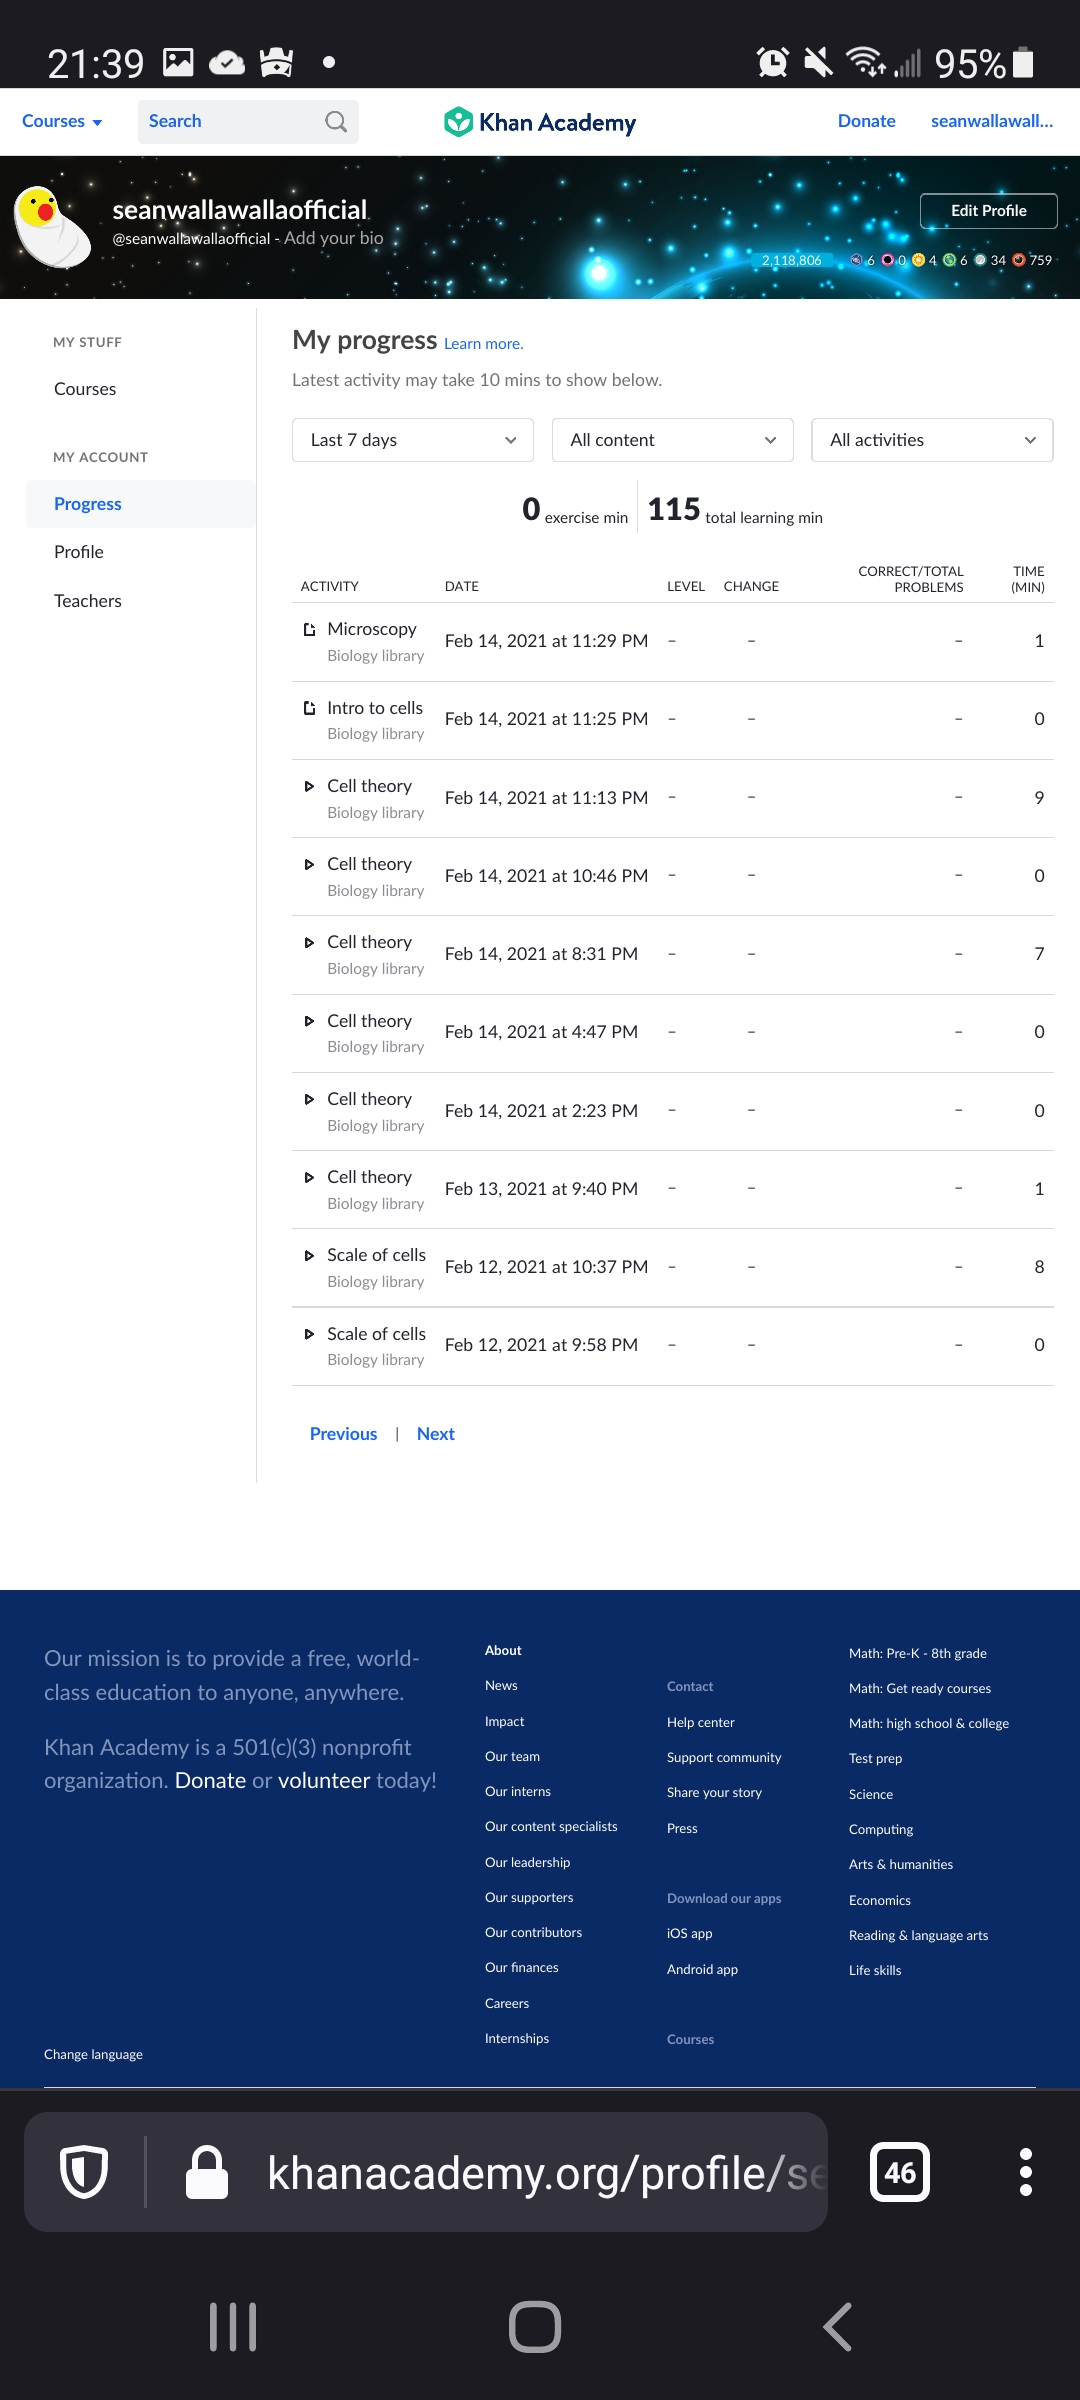 21:39
95%
Courses
Search
Khan Academy
Donate
seanwallawall...
seanwallawallaofficial
@seanwallawallaofficial - Add your bio
Edit Profile
2,118,806
6 0 4 6 34 759
MY STUFF
Courses
MY ACCOUNT
Progress
Profile
Teachers
My progress Learn more.
Latest activity may take 10 mins to show below.
Last 7 days
All content
All activities
0 exercise min
115 total learning min
ACTIVITY DATE LEVEL CHANGE CORRECT/TOTAL PROBLEMS TIME (MIN)
Microscopy Feb 14, 2021 at 11:29 PM – – – 1
Biology library
Intro to cells Feb 14, 2021 at 11:25 PM – – – 0
Biology library
Cell theory Feb 14, 2021 at 11:13 PM – – – 9
Biology library
Cell theory Feb 14, 2021 at 10:46 PM – – – 0
Biology library
Cell theory Feb 14, 2021 at 8:31 PM – – – 7
Biology library
Cell theory Feb 14, 2021 at 4:47 PM – – – 0
Biology library
Cell theory Feb 14, 2021 at 2:23 PM – – – 0
Biology library
Cell theory Feb 13, 2021 at 9:40 PM – – – 1
Biology library
Scale of cells Feb 12, 2021 at 10:37 PM – – – 8
Biology library
Scale of cells Feb 12, 2021 at 9:58 PM – – – 0
Biology library
Previous | Next
Our mission is to provide a free, world-
class education to anyone, anywhere.
Khan Academy is a 501(c)(3) nonprofit
organization. Donate or volunteer today!
Change language
About
News
Impact
Our team
Our interns
Our content specialists
Our leadership
Our supporters
Our contributors
Our finances
Careers
Internships
Contact
Help center
Support community
Share your story
Press
Download our apps
iOS app
Android app
Courses
Math: Pre-K - 8th grade
Math: Get ready courses
Math: high school & college
Test prep
Science
Computing
Arts & humanities
Economics
Reading & language arts
Life skills
khanacademy.org/profile/se
46